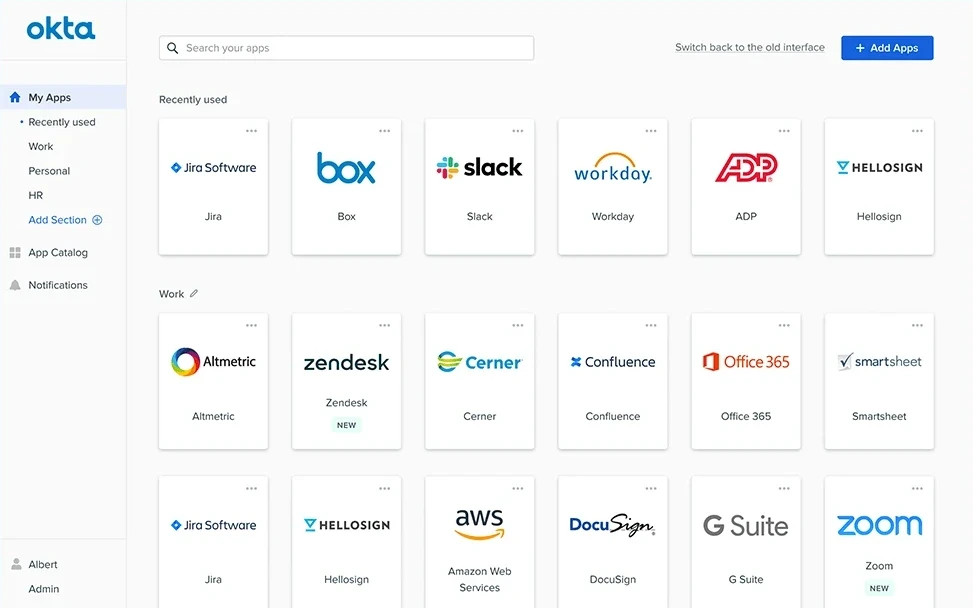 okta
Search your apps
Switch back to the old interface
+ Add Apps
My Apps
Recently used
Work
Personal
HR
Add Section
App Catalog
Notifications
Albert
Admin
Recently used
Jira Software
box
slack
workday.
ADP
HELLOSIGN
Jira
Box
Slack
Workday
ADP
Hellosign
Work
Altmetric
zendesk
Cerner
Confluence
Office 365
smartsheet
Altmetric
Zendesk
Cerner
Confluence
Office 365
Smartsheet
NEW
Jira Software
HELLOSIGN
aws
DocuSign
G Suite
zoom
Jira
Hellosign
Amazon Web
Services
DocuSign
G Suite
Zoom
NEW